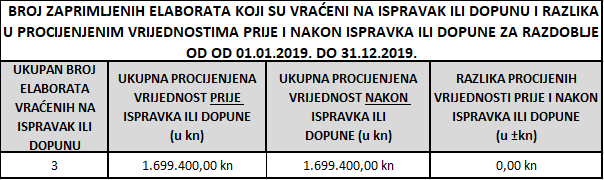 BROJ ZAPRIMLJENIH ELABORATA KOJI SU VRAĆENI NA ISPRAVAK ILI DOPUNU I RAZLIKA
U PROCIJENJENIM VRIJEDNOSTIMA PRIJE I NAKON ISPRAVKA ILI DOPUNE ZA RAZDOBLJE
OD OD 01.01.2019. DO 31.12.2019.
UKUPAN BROJ
ELABORATA
VRAĆENIH NA
ISPRAVAK ILI
DOPUNU
UKUPNA PROCIJENJENA
VRIJEDNOST PRIJE
ISPRAVKA ILI DOPUNE
(u kn)
UKUPNA PROCIJENJENA
VRIJEDNOST NAKON
ISPRAVKA ILI
DOPUNE (u kn)
RAZLIKA PROCIJENIH
VRIJEDNOSTI PRIJE I NAKON
ISPRAVKA ILI DOPUNE
(u ±kn)
3
1.699.400,00 kn
1.699.400,00 kn
0,00 kn